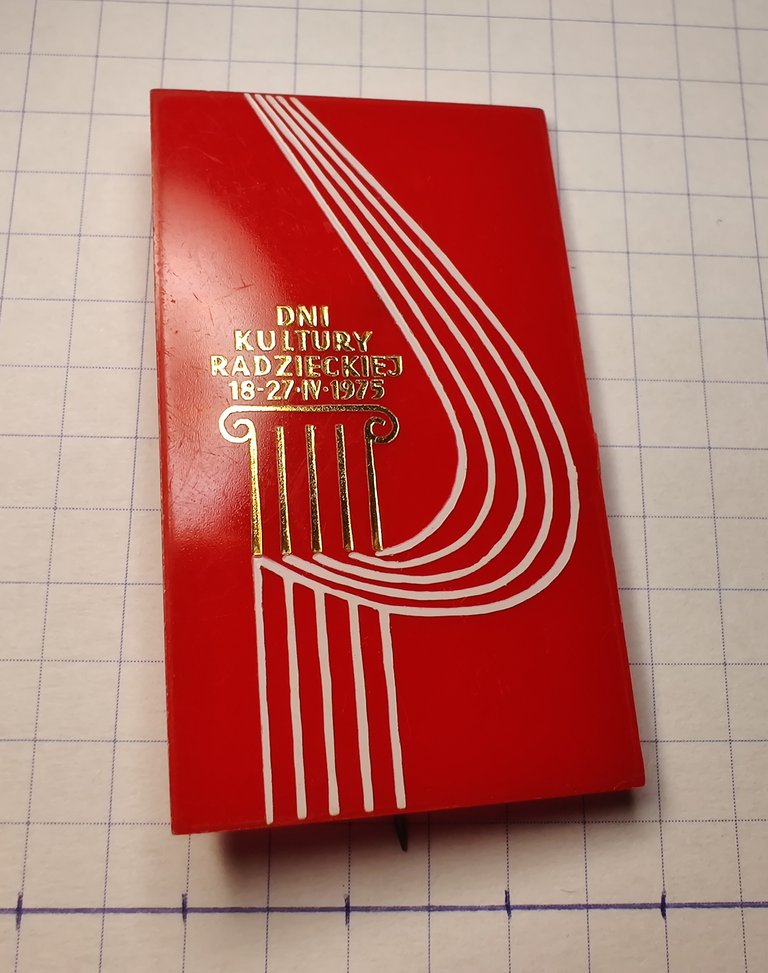 DNI
KULTURY
RADZIECKIEJ
18-27·IV·1975